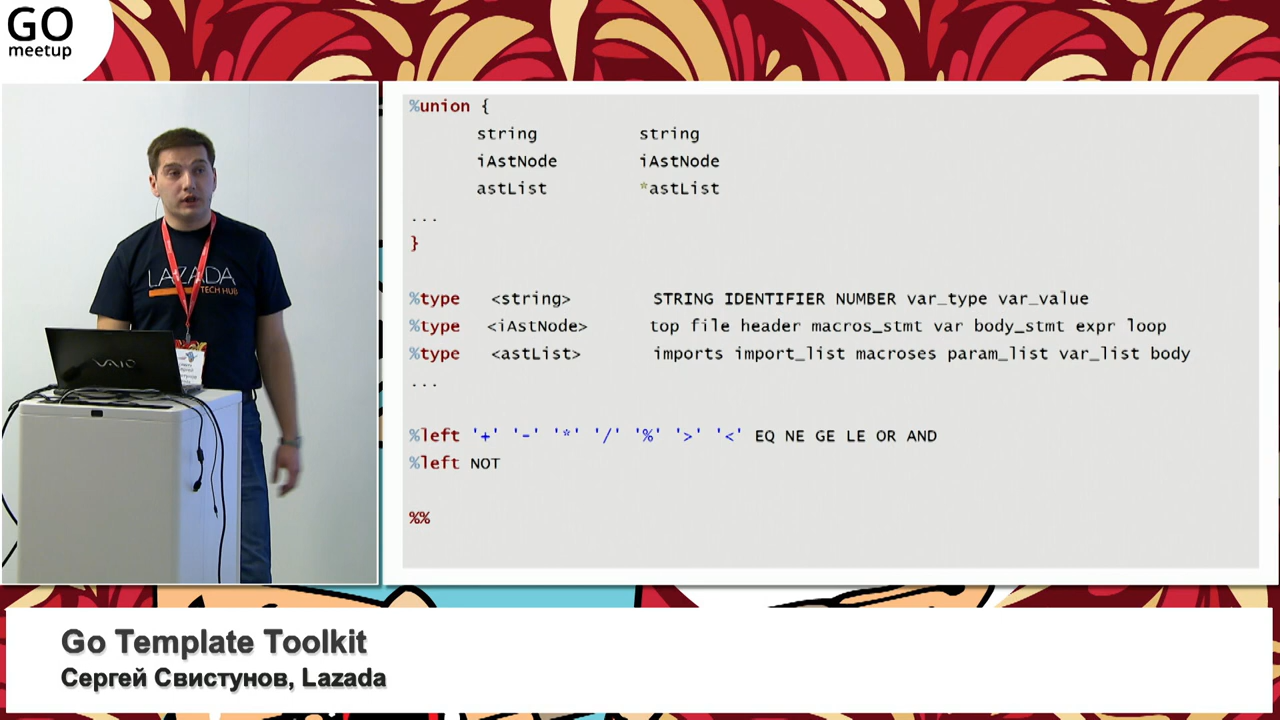 GO
meetup
LAZADA
TECH HUB
VAIO
%union {
string string
iAstNode iAstNode
astList *astList
...
}
%type <string> STRING IDENTIFIER NUMBER var_type var_value
%type <iAstNode> top file header macros_stmt var body_stmt expr loop
%type <astList> imports import_list macroses param_list var_list body
...
%left '+' '-' '*' '/' '%' '>' '<' EQ NE GE LE OR AND
%left NOT
%%
Go Template Toolkit
Сергей Свистунов, Lazada